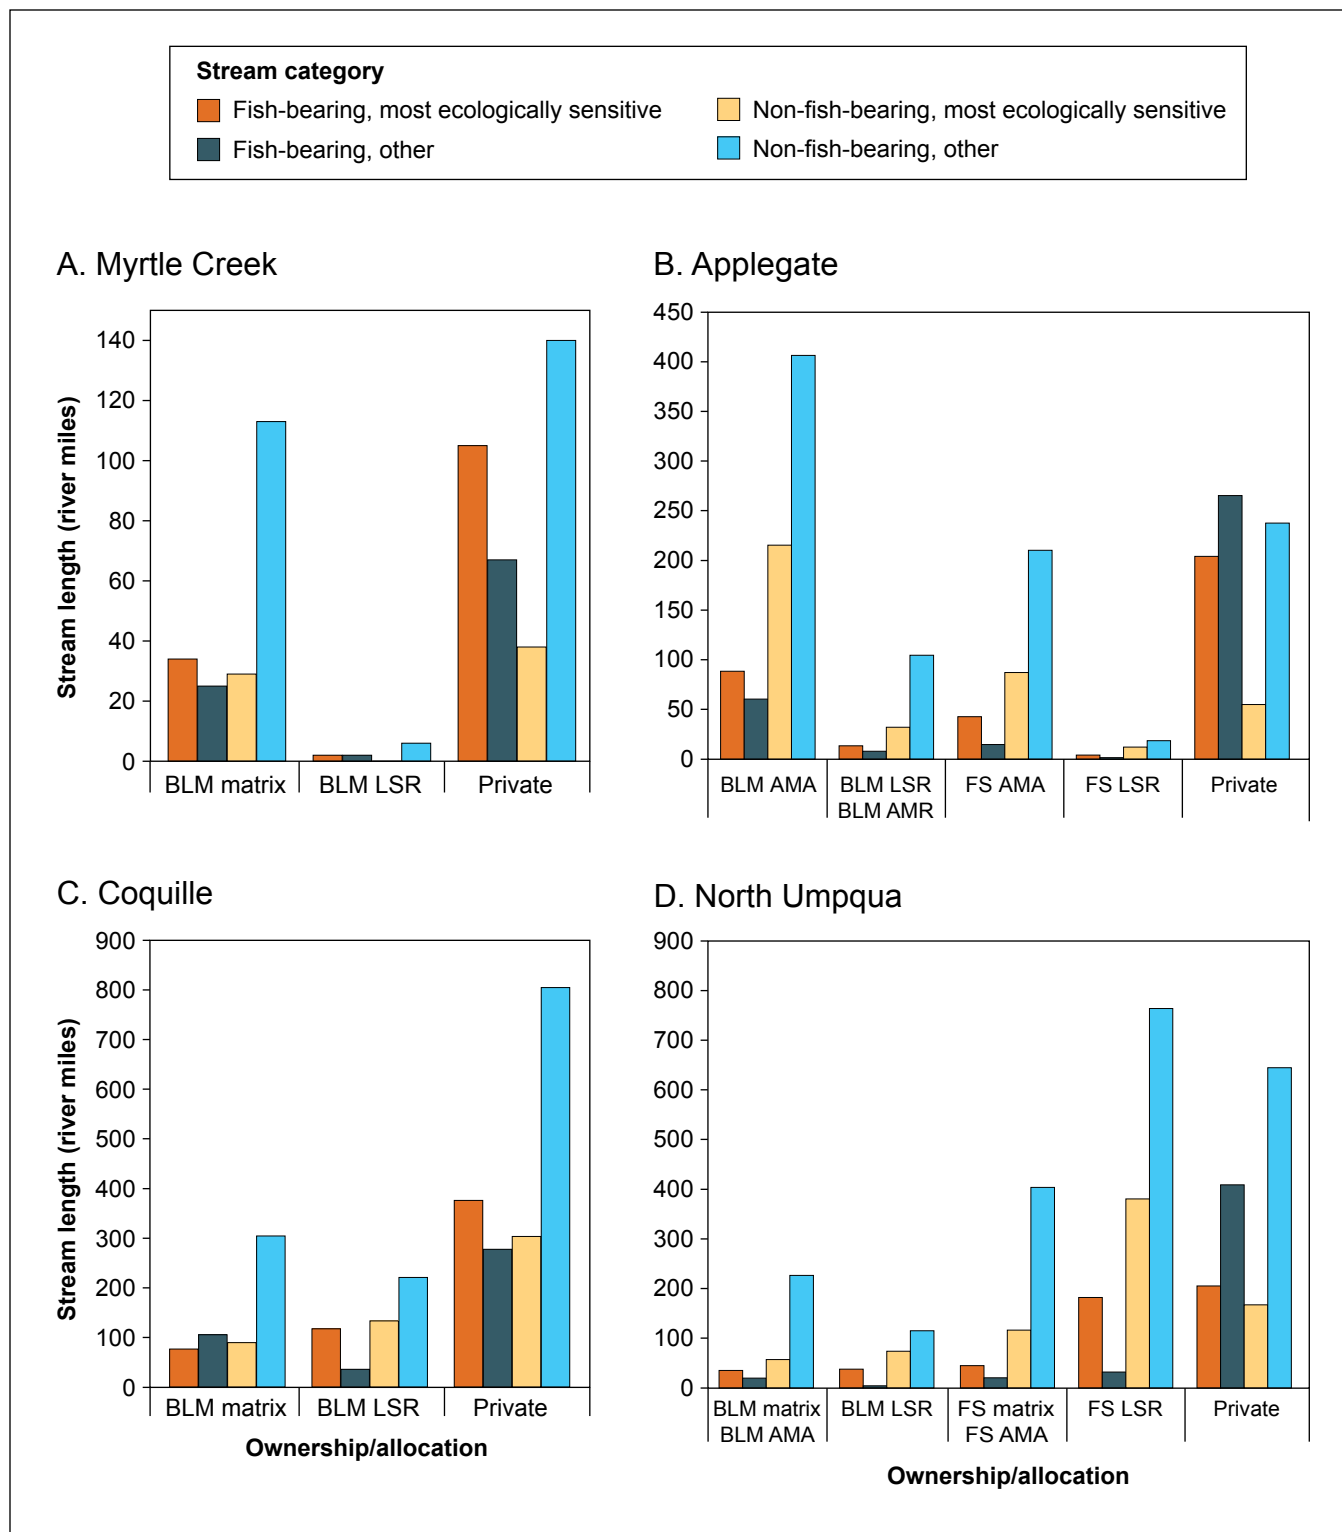 Stream category
Fish-bearing, most ecologically sensitive
Non-fish-bearing, most ecologically sensitive
Fish-bearing, other
Non-fish-bearing, other
A. Myrtle Creek
140
120
100
80
60
40
20
0
Stream length (river miles)
BLM matrix
BLM LSR
Private
B. Applegate
450
400
350
300
250
200
150
100
50
0
BLM AMA
BLM LSR
BLM AMR
FS AMA
FS LSR
Private
C. Coquille
900
800
700
600
500
400
300
200
100
0
Stream length (river miles)
BLM matrix
BLM LSR
Private
Ownership/allocation
D. North Umpqua
900
800
700
600
500
400
300
200
100
0
BLM matrix
BLM AMA
BLM LSR
FS matrix
FS AMA
FS LSR
Private
Ownership/allocation